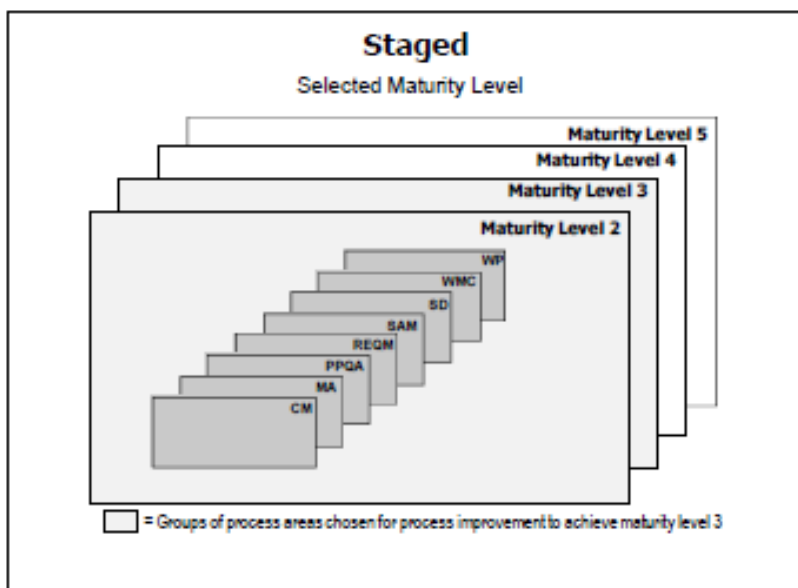 Staged
Selected Maturity Level
Maturity Level 5
Maturity Level 4
Maturity Level 3
Maturity Level 2
WP
WMC
SD
SAM
REQM
PPQA
MA
CM
= Groups of process areas chosen for process improvement to achieve maturity level 3